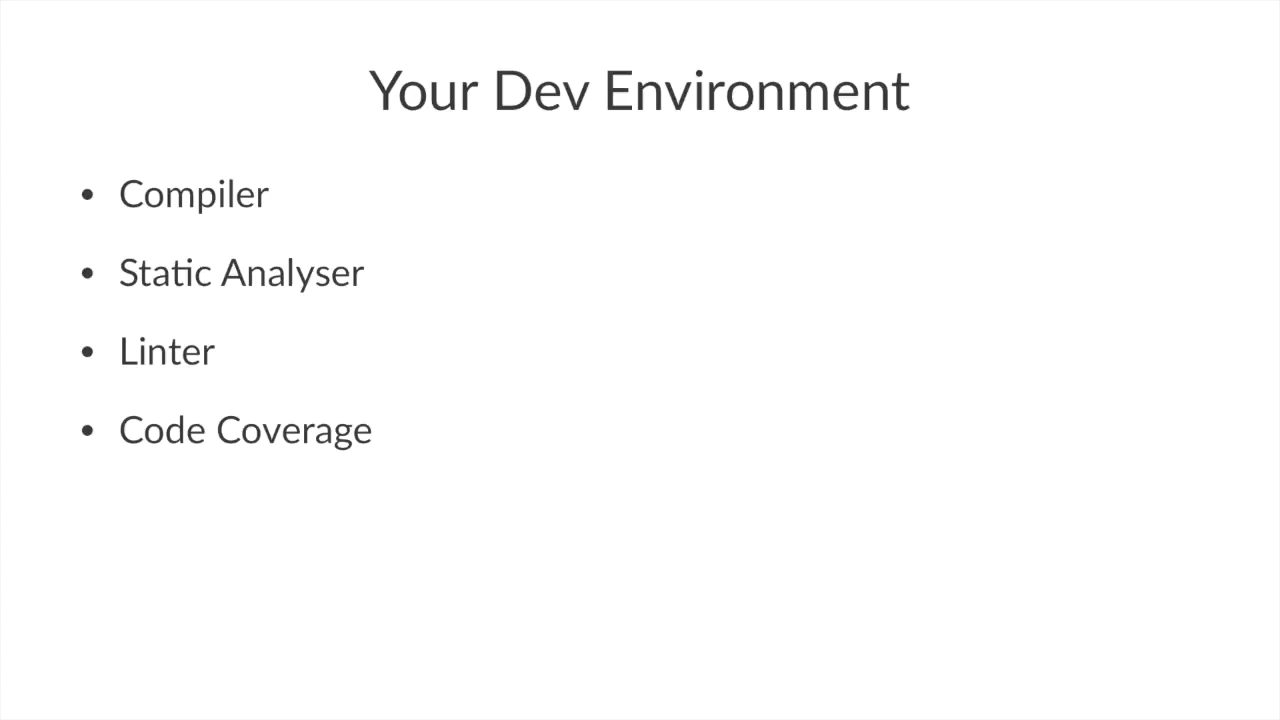 Your Dev Environment
• Compiler
• Static Analyser
• Linter
• Code Coverage